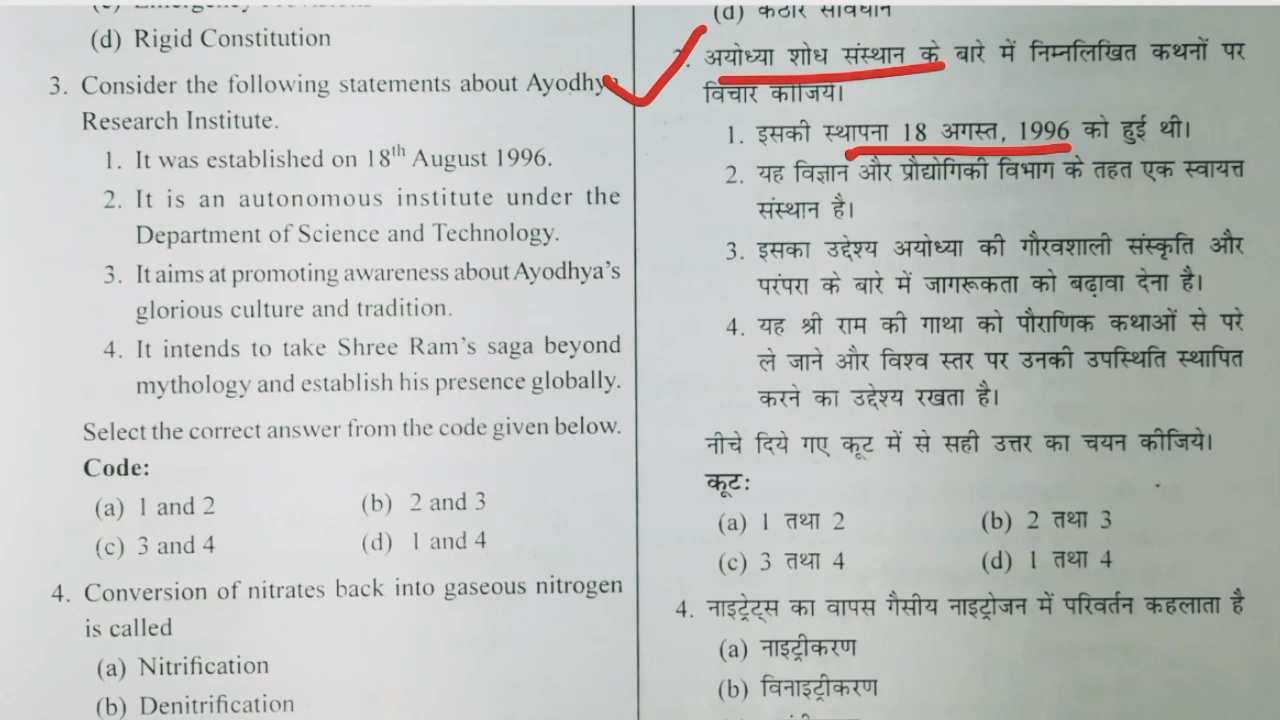 (d) Rigid Constitution
3. Consider the following statements about Ayodhya
Research Institute.
1. It was established on 18th August 1996.
2. It is an autonomous institute under the
Department of Science and Technology.
3. It aims at promoting awareness about Ayodhya's
glorious culture and tradition.
4. It intends to take Shree Ram's saga beyond
mythology and establish his presence globally.
Select the correct answer from the code given below.
Code:
(a) 1 and 2 (b) 2 and 3
(c) 3 and 4 (d) 1 and 4
4. Conversion of nitrates back into gaseous nitrogen
is called
(a) Nitrification
(b) Denitrification
(d) कठोर संविधान
अयोध्या शोध संस्थान के बारे में निम्नलिखित कथनों पर
विचार कीजिये।
1. इसकी स्थापना 18 अगस्त, 1996 को हुई थी।
2. यह विज्ञान और प्रौद्योगिकी विभाग के तहत एक स्वायत्त
संस्थान है।
3. इसका उद्देश्य अयोध्या की गौरवशाली संस्कृति और
परंपरा के बारे में जागरूकता को बढ़ावा देना है।
4. यह श्री राम की गाथा को पौराणिक कथाओं से परे
ले जाने और विश्व स्तर पर उनकी उपस्थिति स्थापित
करने का उद्देश्य रखता है।
नीचे दिये गए कूट में से सही उत्तर का चयन कीजिये।
कूटः
(a) 1 तथा 2 (b) 2 तथा 3
(c) 3 तथा 4 (d) 1 तथा 4
4. नाइट्रेट्स का वापस गैसीय नाइट्रोजन में परिवर्तन कहलाता है
(a) नाइट्रीकरण
(b) विनाइट्रीकरण